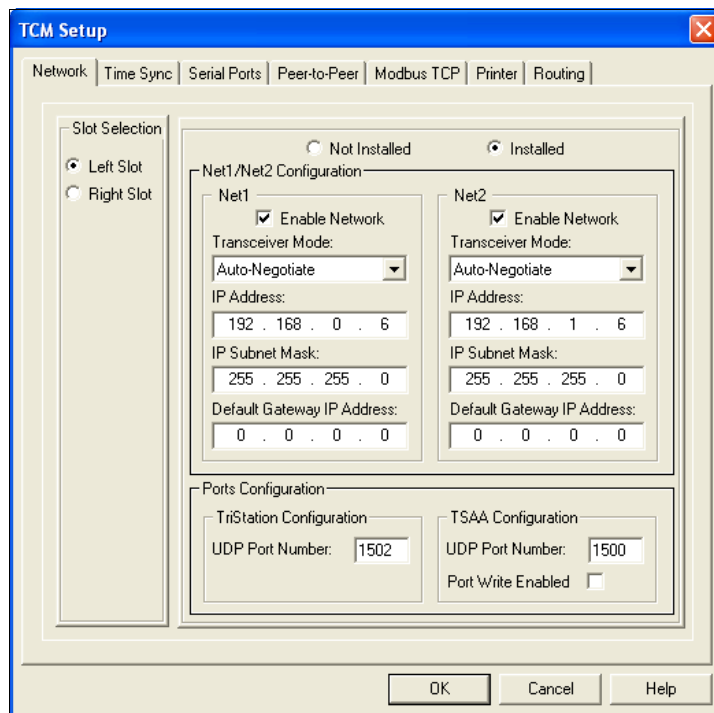 TCM Setup
Network Time Sync Serial Ports Peer-to-Peer Modbus TCP Printer Routing
Slot Selection
Left Slot
Right Slot
Not Installed Installed
Net1/Net2 Configuration
Net1 Net2
Enable Network Enable Network
Transceiver Mode: Transceiver Mode:
Auto-Negotiate Auto-Negotiate
IP Address: IP Address:
192 . 168 . 0 . 6 192 . 168 . 1 . 6
IP Subnet Mask: IP Subnet Mask:
255 . 255 . 255 . 0 255 . 255 . 255 . 0
Default Gateway IP Address: Default Gateway IP Address:
0 . 0 . 0 . 0 0 . 0 . 0 . 0
Ports Configuration
TriStation Configuration TSAA Configuration
UDP Port Number: 1502 UDP Port Number: 1500
Port Write Enabled
OK Cancel Help